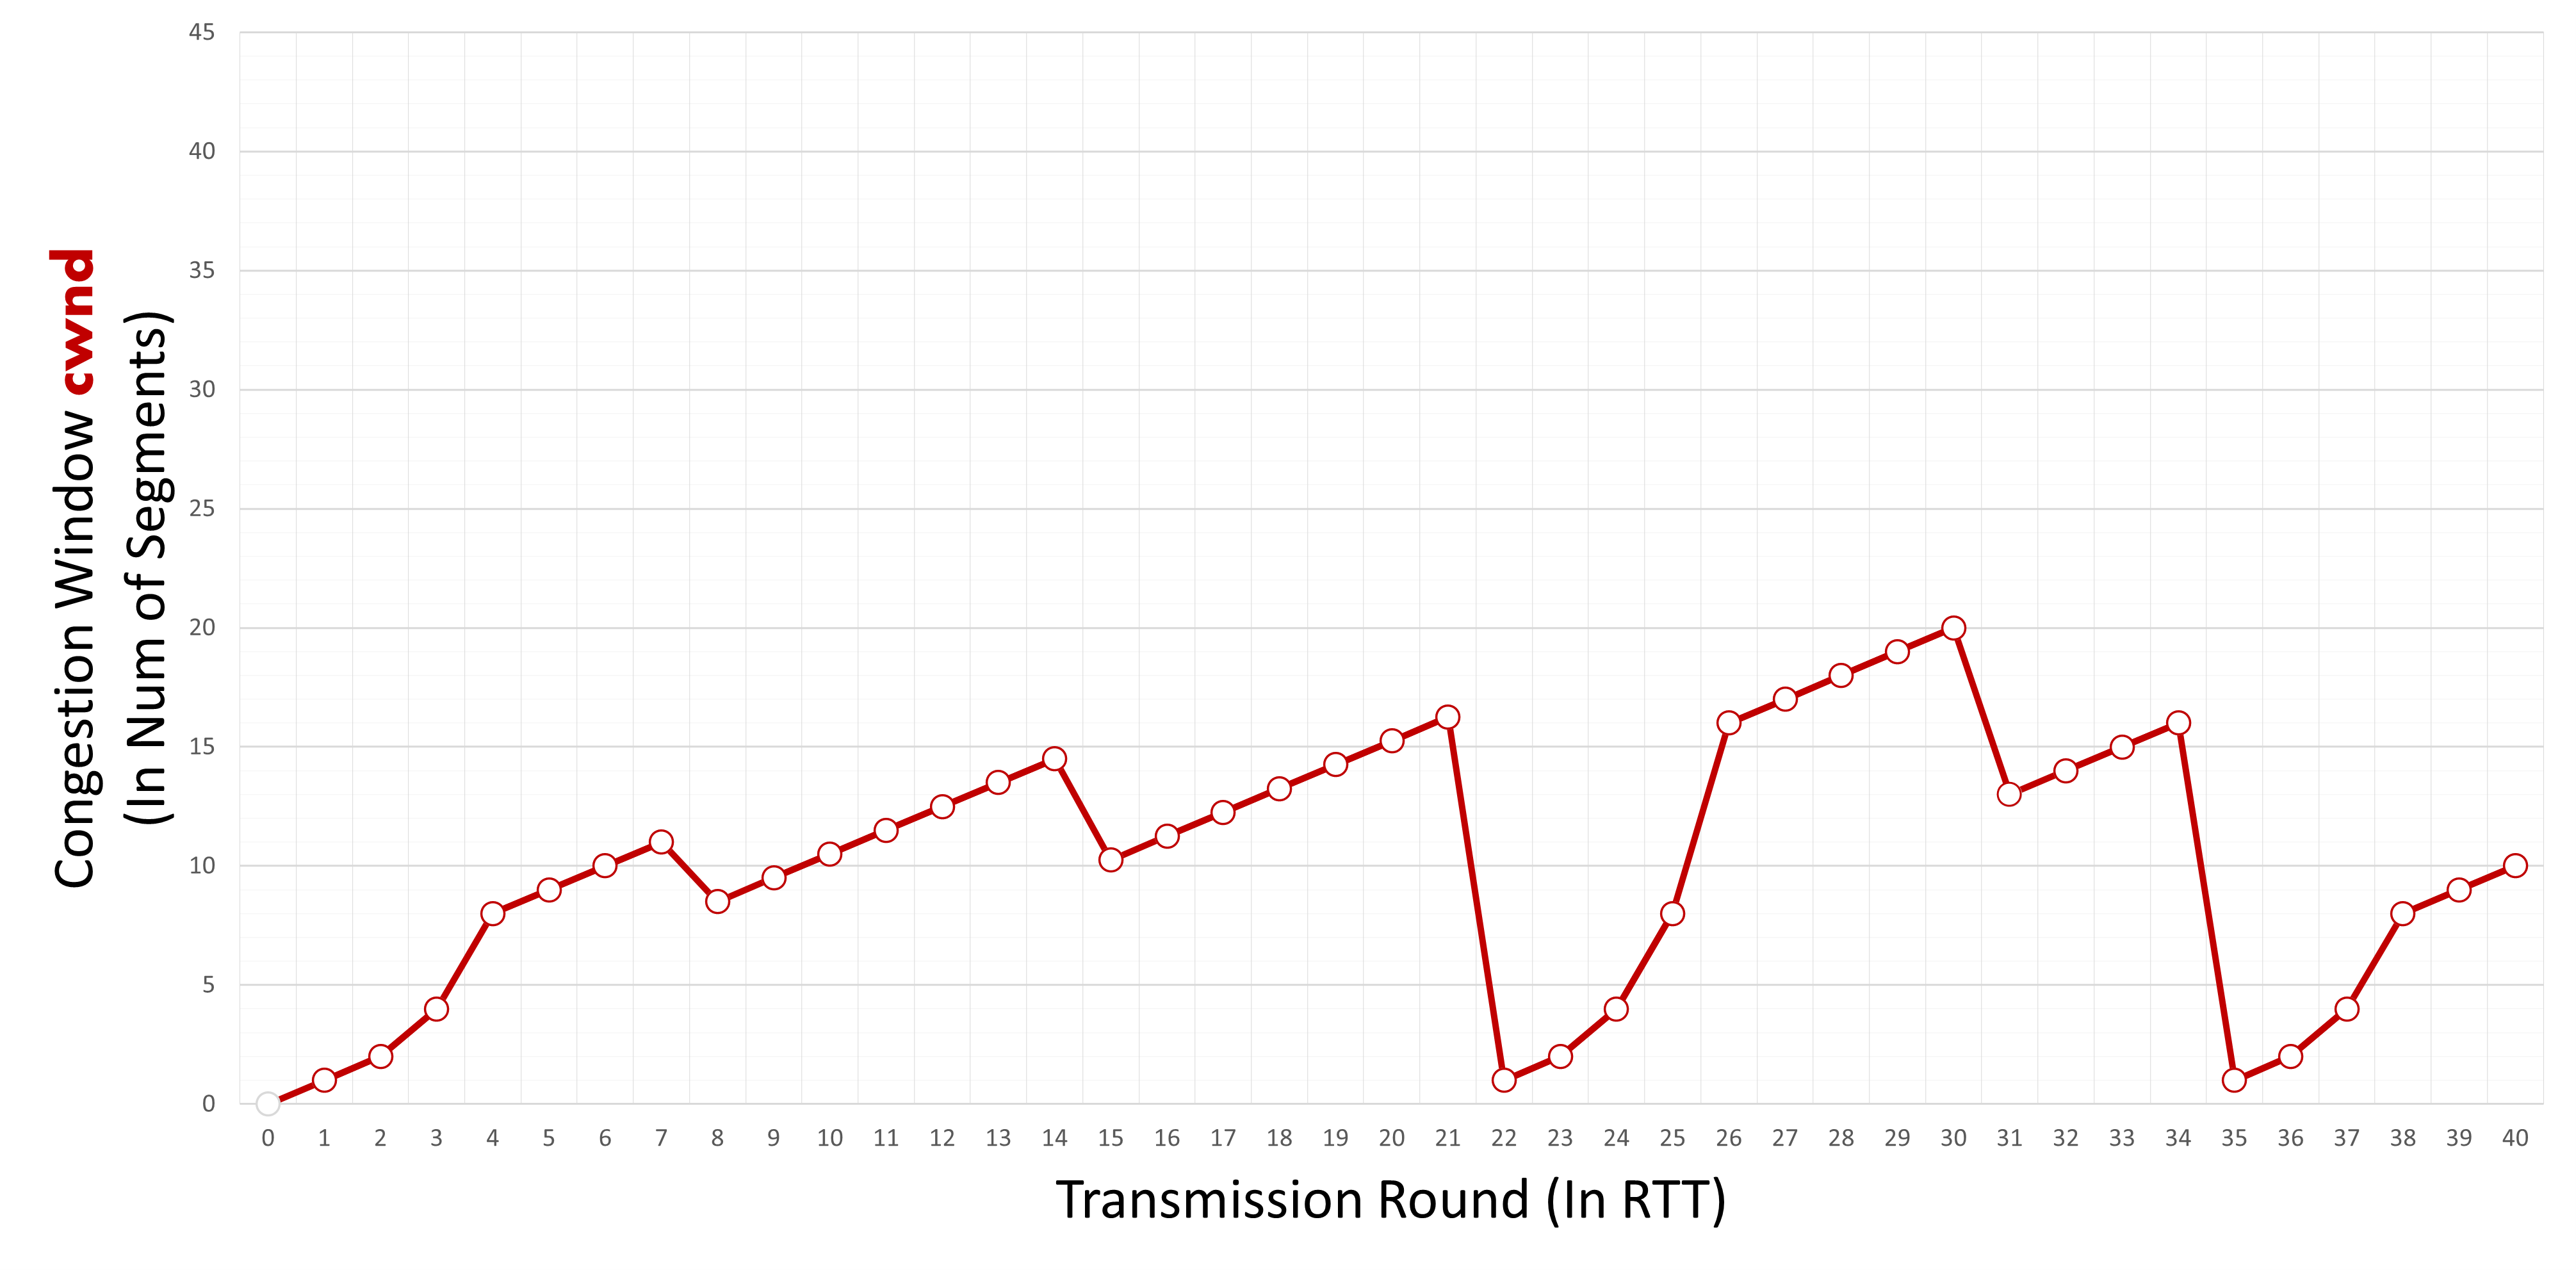 Congestion Window cwnd
(In Num of Segments)
45
40
35
30
25
20
15
10
5
0
0 1 2 3 4 5 6 7 8 9 10 11 12 13 14 15 16 17 18 19 20 21 22 23 24 25 26 27 28 29 30 31 32 33 34 35 36 37 38 39 40
Transmission Round (In RTT)